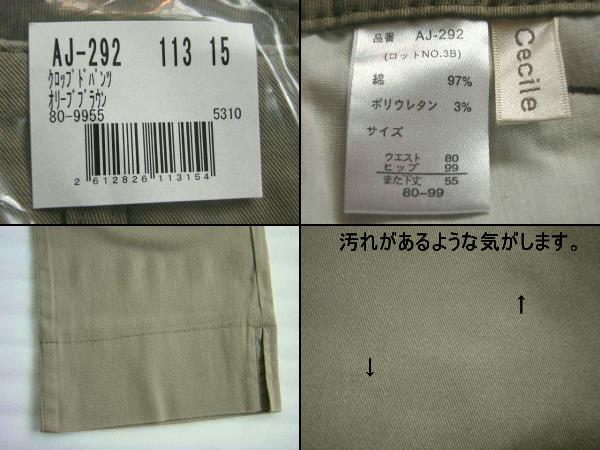 AJ-292 113 15
クロップドパンツ
オリーブブラウン
80-9955 5310
2 612826 113154
品番 AJ-292
(ロットNO.3B)
綿 97%
ポリウレタン 3%
サイズ
ウエスト 80
ヒップ 99
また下丈 55
80-99
Cecile
汚れがあるような気がします。
↑
↓